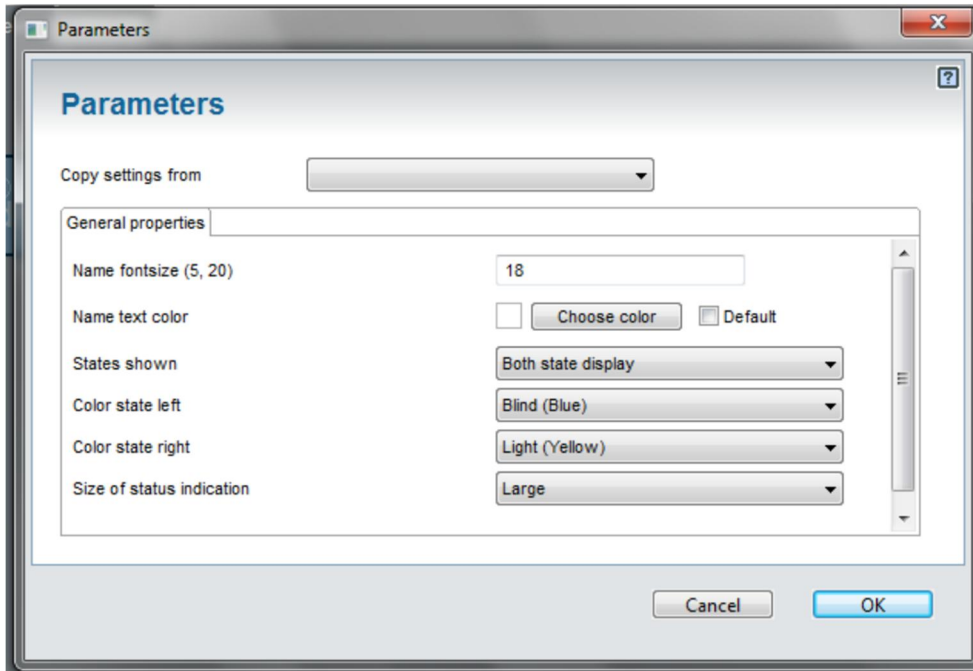 Parameters
?
Parameters
Copy settings from
General properties
Name fontsize (5, 20) 18
Name text color Choose color Default
States shown Both state display
Color state left Blind (Blue)
Color state right Light (Yellow)
Size of status indication Large
Cancel OK